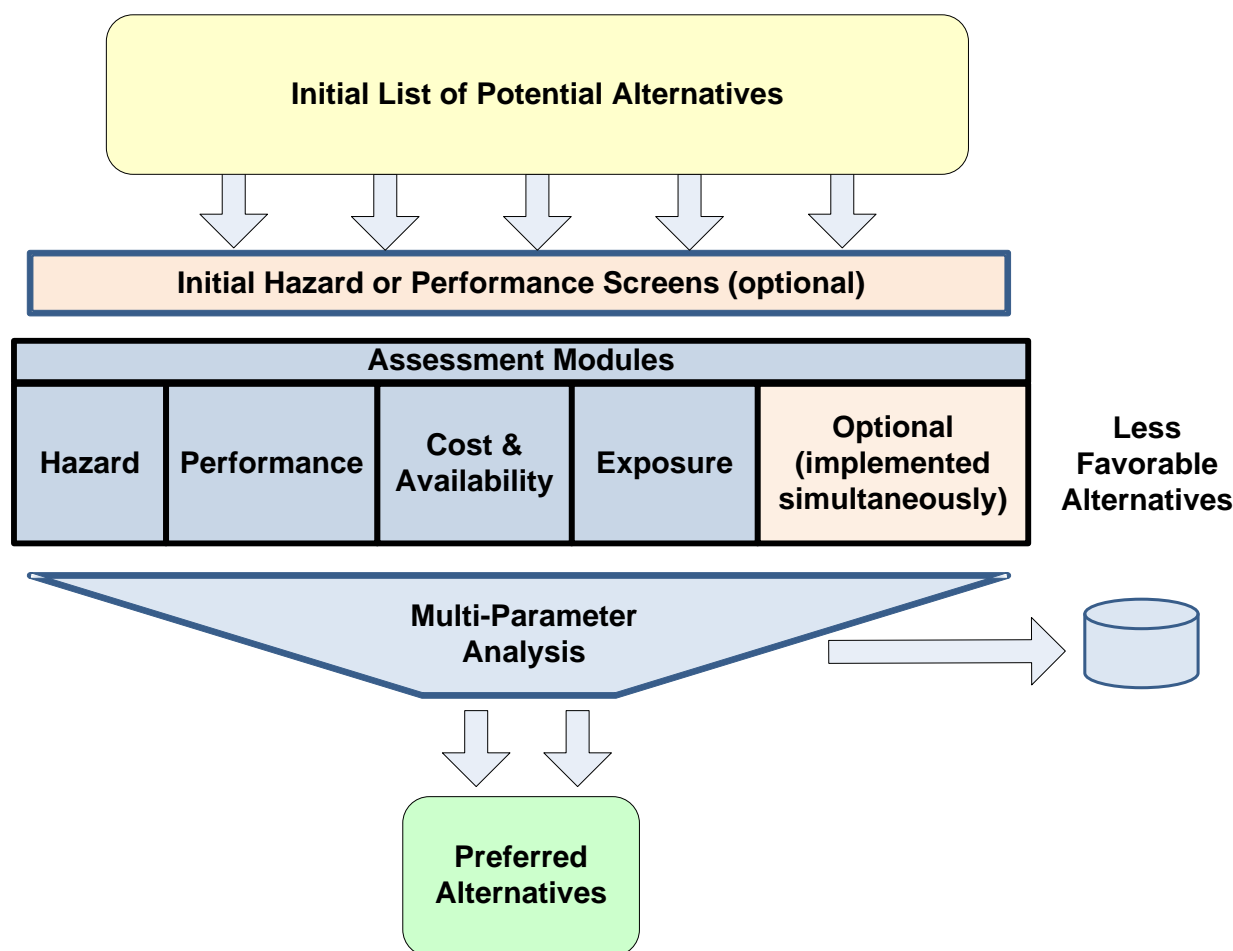 Initial List of Potential Alternatives
Initial Hazard or Performance Screens (optional)
Assessment Modules
Hazard
Performance
Cost &
Availability
Exposure
Optional
(implemented
simultaneously)
Less
Favorable
Alternatives
Multi-Parameter
Analysis
Preferred
Alternatives